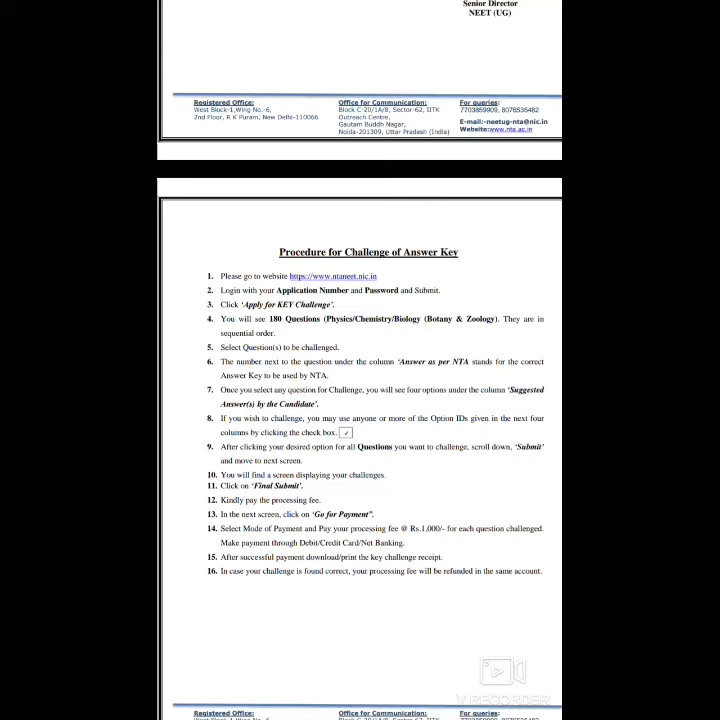 Senior Director
NEET (UG)
Registered Office:
West Block-1,Wing No.-6,
2nd Floor, R K Puram, New Delhi-110066
Office for Communication:
Block C-20/1A/8, Sector-62, IITK
Outreach Centre,
Gautam Buddh Nagar,
Noida-201309, Uttar Pradesh (India)
For queries:
7703859909, 8076535482
E-mail:-neetug-nta@nic.in
Website:www.nta.ac.in
Procedure for Challenge of Answer Key
1. Please go to website https://www.ntaneet.nic.in
2. Login with your Application Number and Password and Submit.
3. Click ‘Apply for KEY Challenge’.
4. You will see 180 Questions (Physics/Chemistry/Biology (Botany & Zoology). They are in
sequential order.
5. Select Question(s) to be challenged.
6. The number next to the question under the column ‘Answer as per NTA stands for the correct
Answer Key to be used by NTA.
7. Once you select any question for Challenge, you will see four options under the column ‘Suggested
Answer(s) by the Candidate’.
8. If you wish to challenge, you may use anyone or more of the Option IDs given in the next four
columns by clicking the check box. ✓
9. After clicking your desired option for all Questions you want to challenge, scroll down, ‘Submit’
and move to next screen.
10. You will find a screen displaying your challenges.
11. Click on ‘Final Submit’.
12. Kindly pay the processing fee.
13. In the next screen, click on ‘Go for Payment”.
14. Select Mode of Payment and Pay your processing fee @ Rs.1,000/- for each question challenged.
Make payment through Debit/Credit Card/Net Banking.
15. After successful payment download/print the key challenge receipt.
16. In case your challenge is found correct, your processing fee will be refunded in the same account.
V RECORDER
Registered Office:
Office for Communication:
For queries: